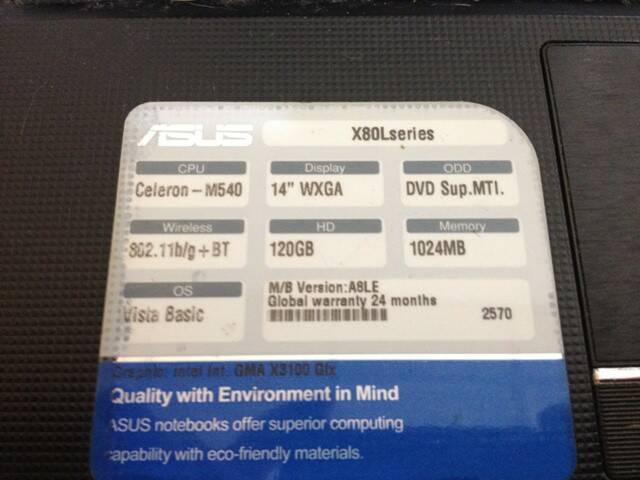 ASUS X80Lseries
CPU Display ODD
Celeron-M540 14" WXGA DVD Sup.MTI.
Wireless HD Memory
802.11b/g+BT 120GB 1024MB
OS
Vista Basic
M/B Version:A8LE
Global warranty 24 months
2570
Graphic: Intel Int. GMA X3100 Gfx
Quality with Environment in Mind
ASUS notebooks offer superior computing
capability with eco-friendly materials.